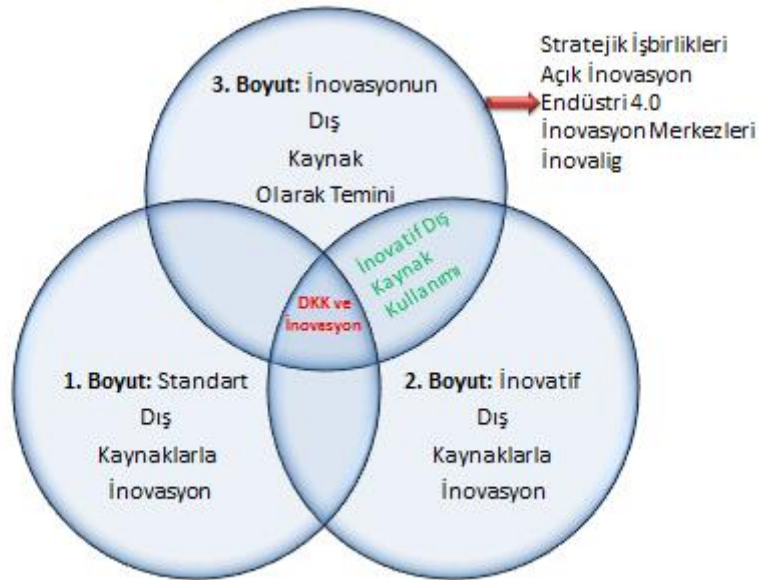 3. Boyut: İnovasyonun
Dış
Kaynak
Olarak Temini
Stratejik İşbirlikleri
Açık İnovasyon
Endüstri 4.0
İnovasyon Merkezleri
İnovalig
İnovatif Dış
Kaynak
Kullanımı
DKK ve
İnovasyon
1. Boyut: Standart
Dış
Kaynaklarla
İnovasyon
2. Boyut: İnovatif
Dış
Kaynaklarla
İnovasyon